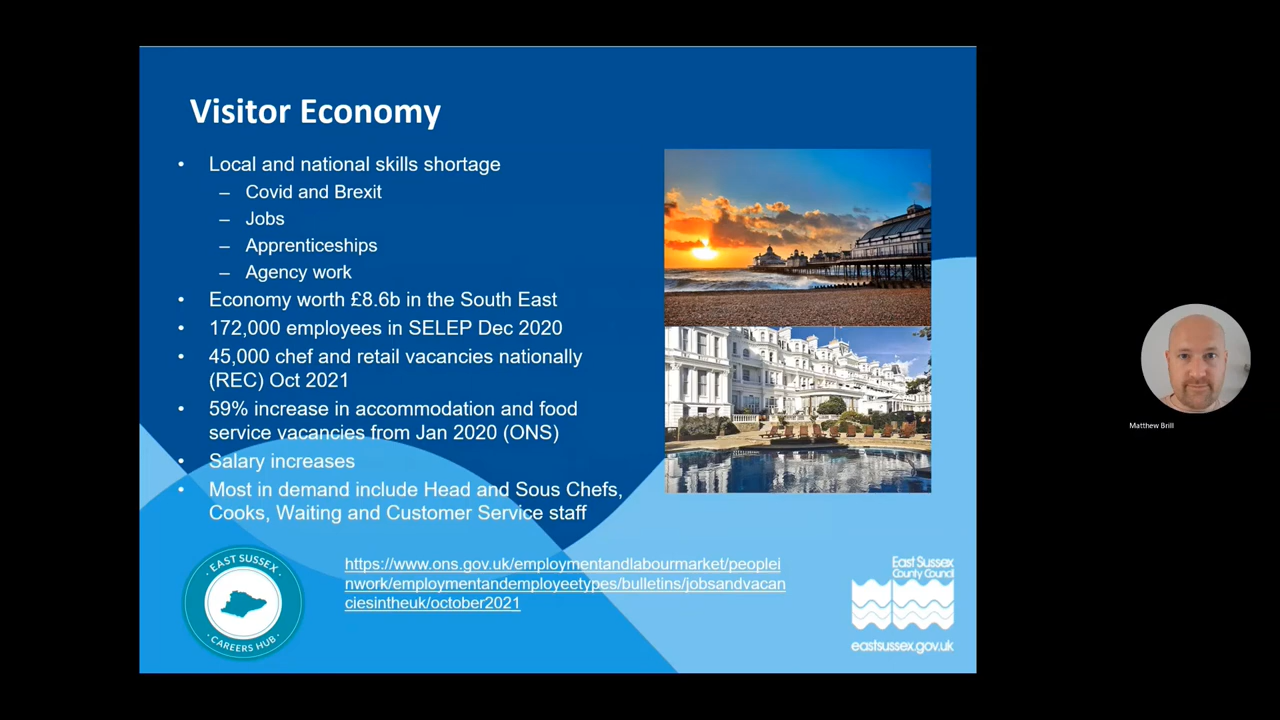 Visitor Economy
• Local and national skills shortage
– Covid and Brexit
– Jobs
– Apprenticeships
– Agency work
• Economy worth £8.6b in the South East
• 172,000 employees in SELEP Dec 2020
• 45,000 chef and retail vacancies nationally
(REC) Oct 2021
• 59% increase in accommodation and food
service vacancies from Jan 2020 (ONS)
• Salary increases
• Most in demand include Head and Sous Chefs,
Cooks, Waiting and Customer Service staff
https://www.ons.gov.uk/employmentandlabourmarket/peoplei
nwork/employmentandemployeetypes/bulletins/jobsandvacan
ciesintheuk/october2021
· EAST SUSSEX ·
· CAREERS HUB ·
East Sussex
County Council
eastsussex.gov.uk
Matthew Brill